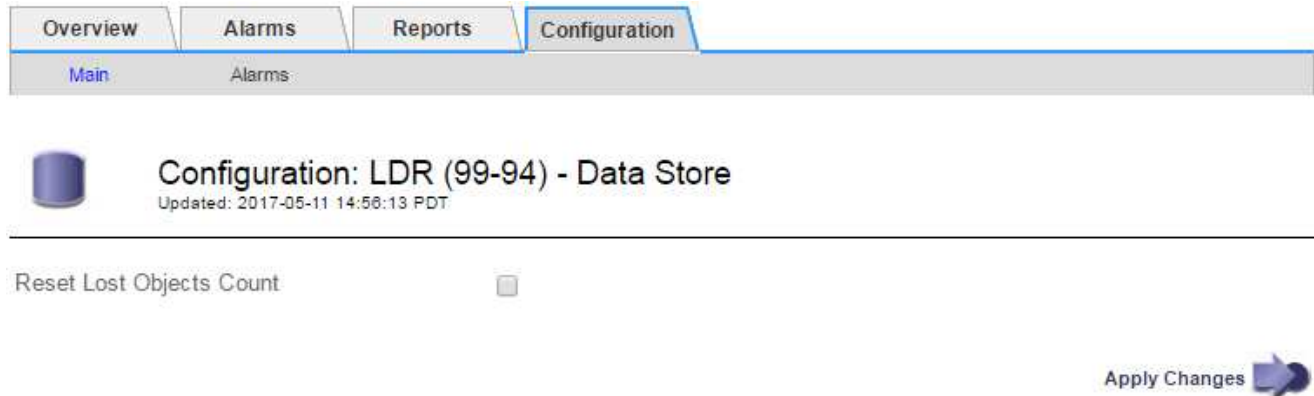 Overview Alarms Reports Configuration
Main Alarms
Configuration: LDR (99-94) - Data Store
Updated: 2017-05-11 14:56:13 PDT
Reset Lost Objects Count
Apply Changes